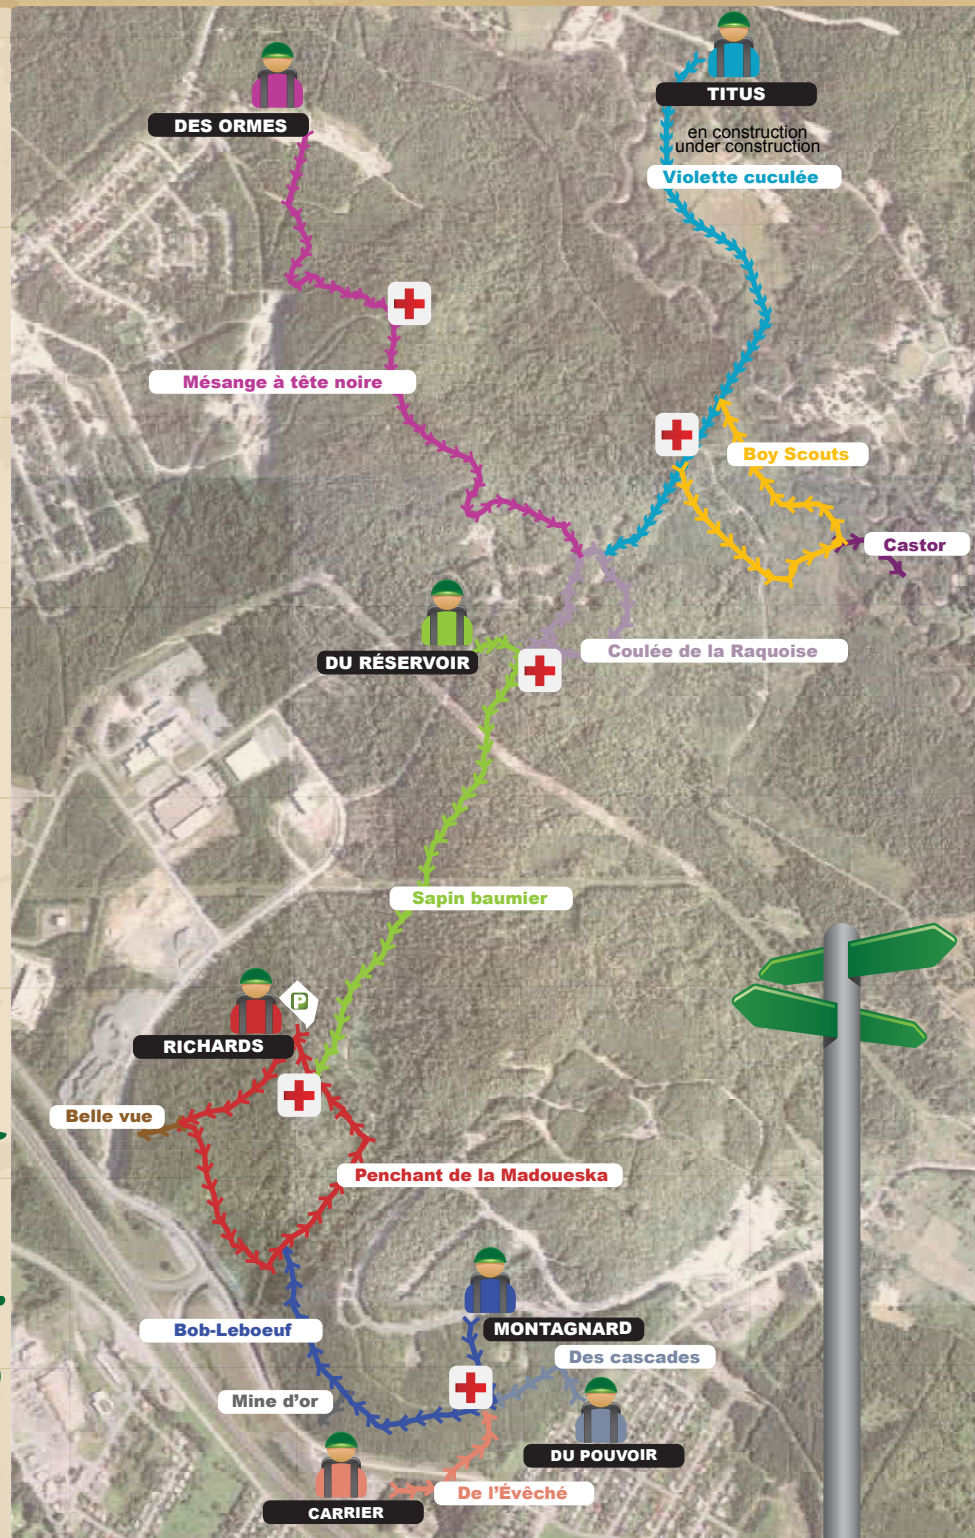 DES ORMES
TITUS
en construction
under construction
Violette cuculée
Mésange à tête noire
Boy Scouts
Castor
DU RÉSERVOIR
Coulée de la Raquoise
Sapin baumier
P
RICHARDS
Belle vue
Penchant de la Madoueska
Bob-Leboeuf
MONTAGNARD
Des cascades
Mine d'or
DU POUVOIR
De l'Évêché
CARRIER